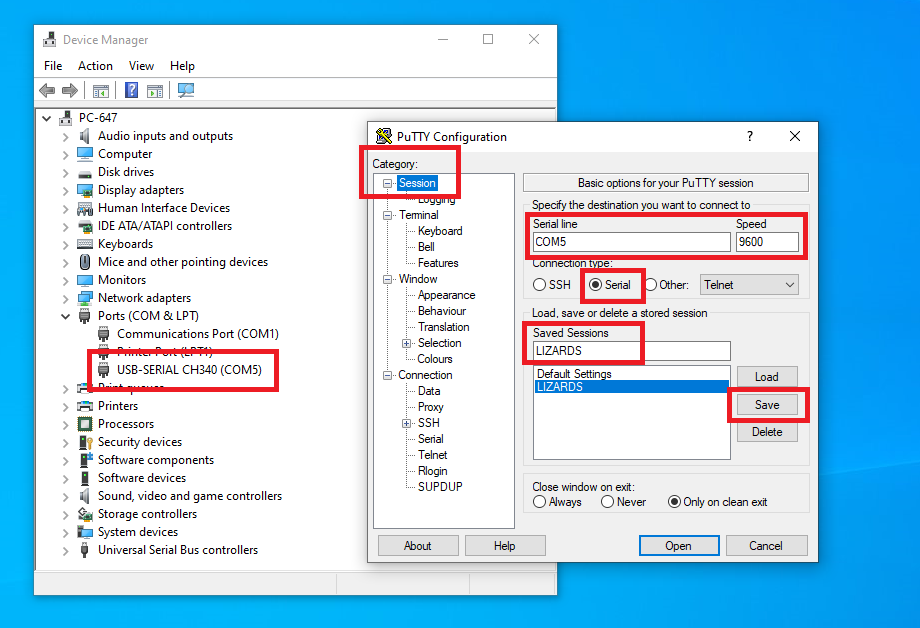 Device Manager
File Action View Help
PC-647
Audio inputs and outputs
Computer
Disk drives
Display adapters
Human Interface Devices
IDE ATA/ATAPI controllers
Keyboards
Mice and other pointing devices
Monitors
Network adapters
Ports (COM & LPT)
Communications Port (COM1)
Printer Port (LPT1)
USB-SERIAL CH340 (COM5)
Print queues
Printers
Processors
Security devices
Software components
Software devices
Sound, video and game controllers
Storage controllers
System devices
Universal Serial Bus controllers
PuTTY Configuration
Category:
Session
Logging
Terminal
Keyboard
Bell
Features
Window
Appearance
Behaviour
Translation
Selection
Colours
Connection
Data
Proxy
SSH
Serial
Telnet
Rlogin
SUPDUP
Basic options for your PuTTY session
Specify the destination you want to connect to
Serial line Speed
COM5 9600
Connection type:
SSH Serial Other: Telnet
Load, save or delete a stored session
Saved Sessions
LIZARDS
Default Settings
LIZARDS
Load
Save
Delete
Close window on exit:
Always Never Only on clean exit
About Help Open Cancel